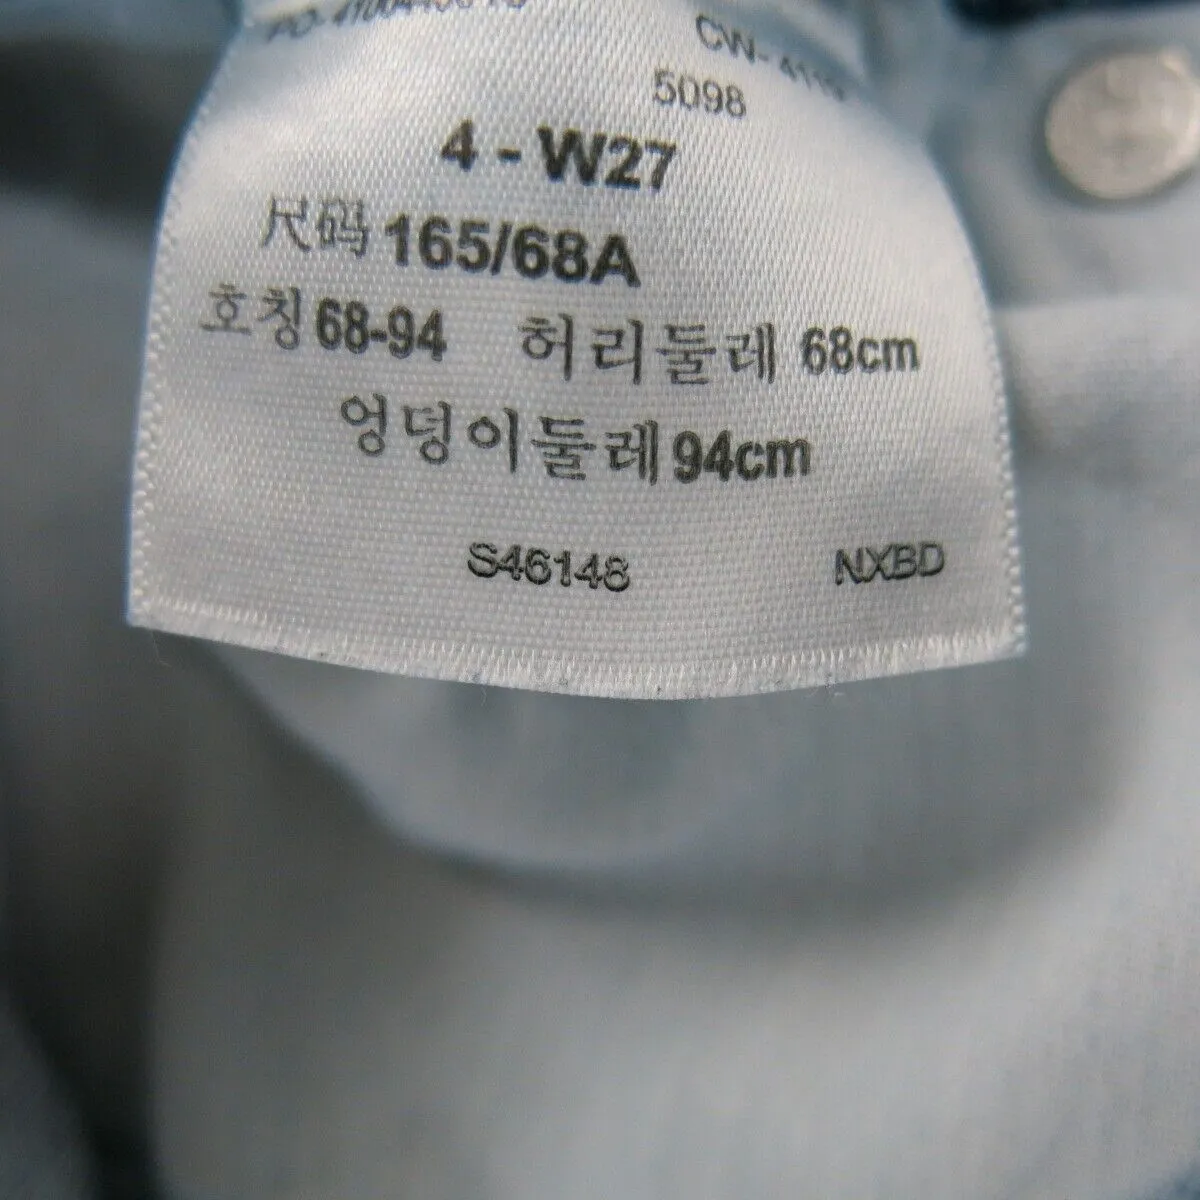 5098
4 - W27
尺码 165/68A
호칭 68-94 허리둘레 68cm
엉덩이둘레 94cm
S46148 NXBD